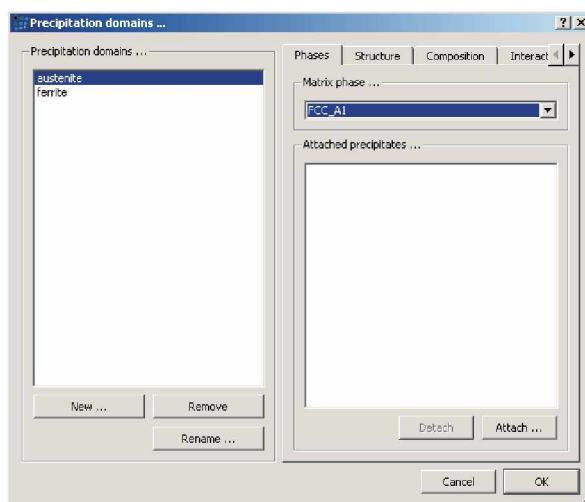 Precipitation domains ...
Precipitation domains ...
austenite
ferrite
New ...
Remove
Rename ...
Phases
Structure
Composition
Interact
Matrix phase ...
FCC_A1
Attached precipitates ...
Detach
Attach ...
Cancel
OK